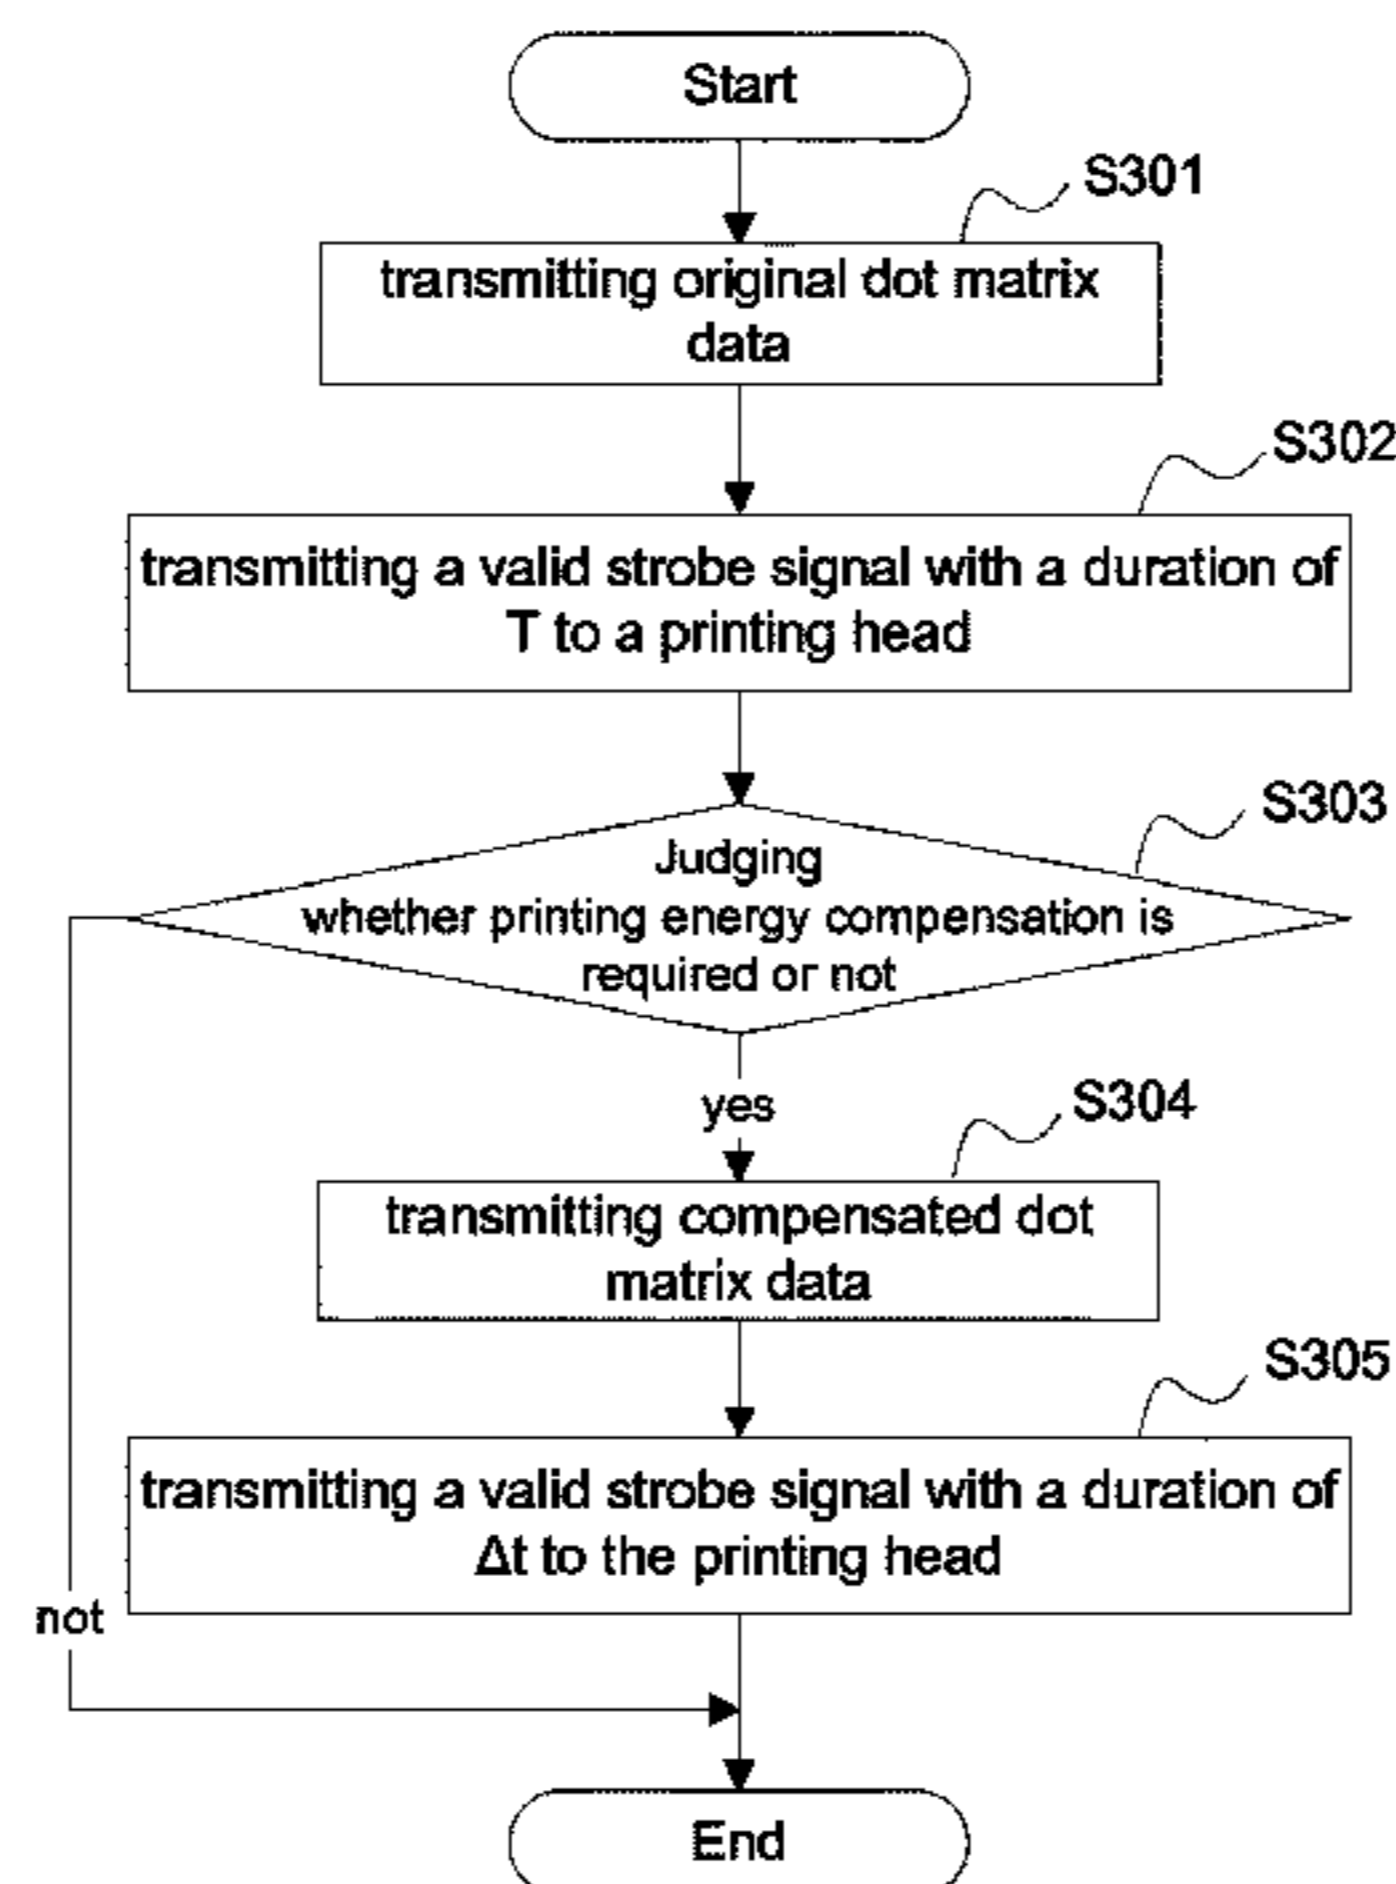 Start
S301
transmitting original dot matrix
data
S302
transmitting a valid strobe signal with a duration of
T to a printing head
S303
Judging
whether printing energy compensation is
required or not
yes
S304
transmitting compensated dot
matrix data
S305
transmitting a valid strobe signal with a duration of
Δt to the printing head
not
End